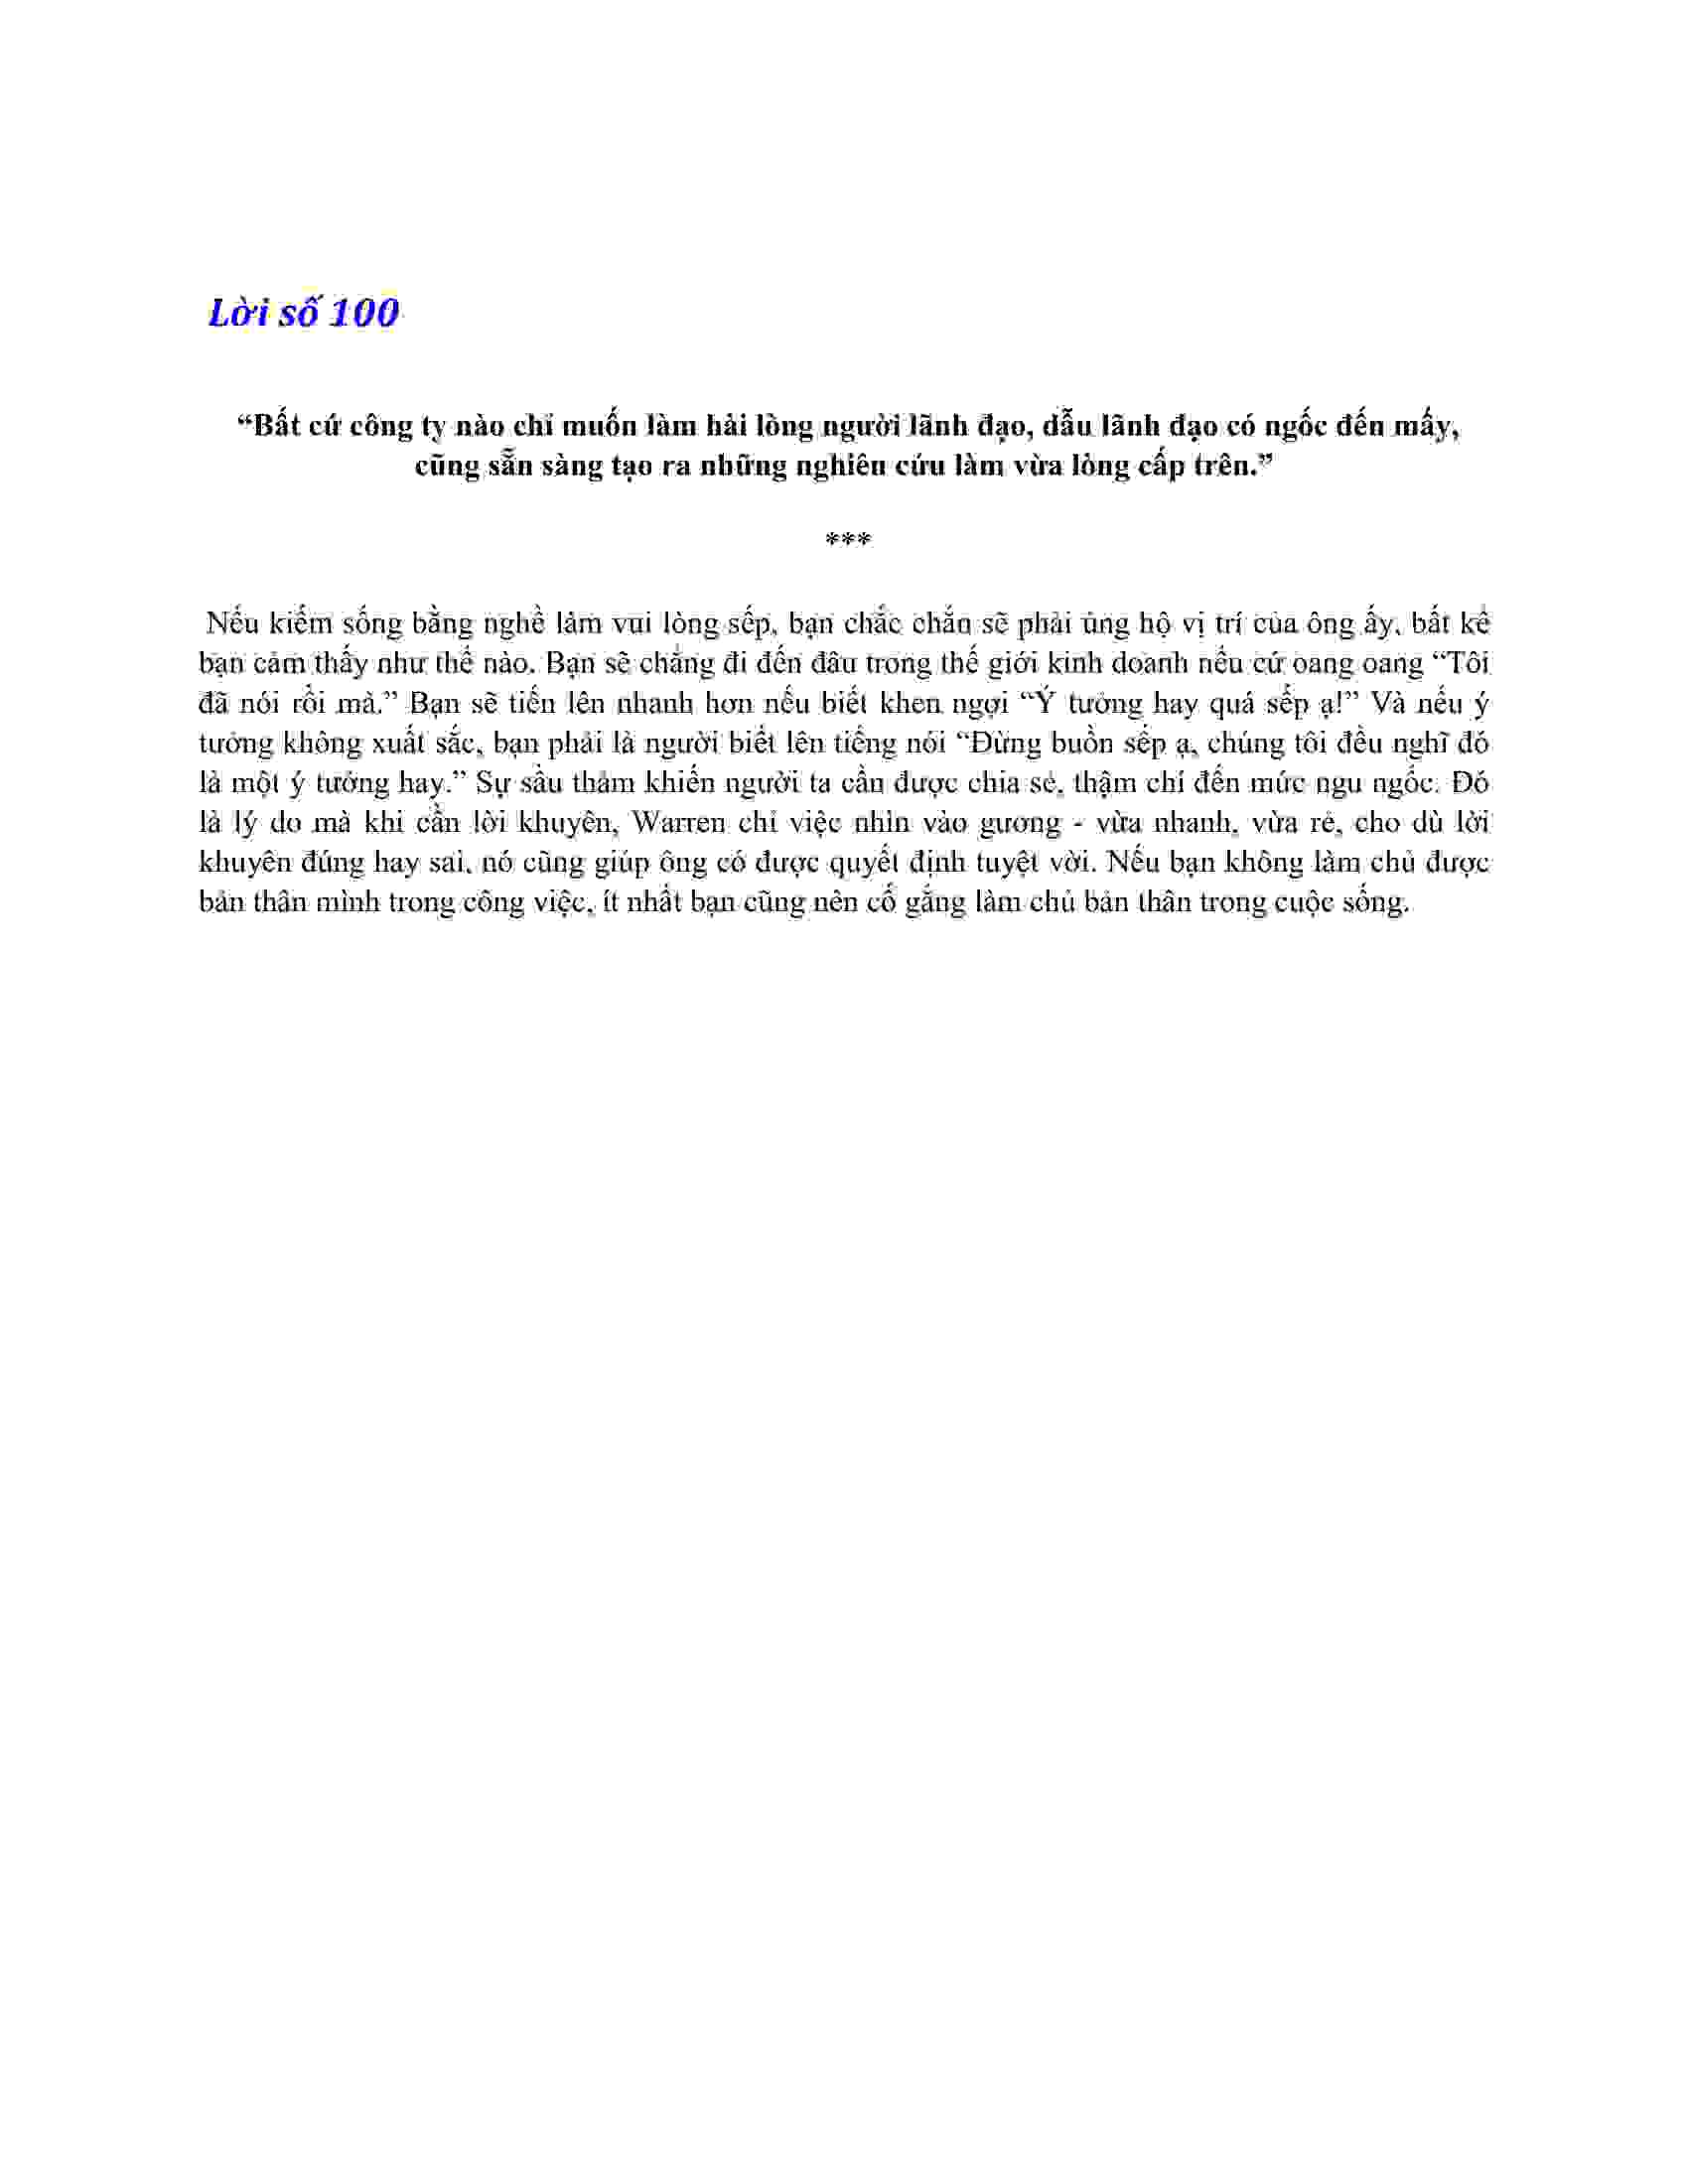 Lời số 100
“Bất cứ công ty nào chỉ muốn làm hài lòng người lãnh đạo, dẫu lãnh đạo có ngốc đến mấy,
cũng sẵn sàng tạo ra những nghiên cứu làm vừa lòng cấp trên.”
***
Nếu kiếm sống bằng nghề làm vui lòng sếp, bạn chắc chắn sẽ phải ủng hộ vị trí của ông ấy, bất kể
bạn cảm thấy như thế nào. Bạn sẽ chẳng đi đến đâu trong thế giới kinh doanh nếu cứ oang oang “Tôi
đã nói rồi mà.” Bạn sẽ tiến lên nhanh hơn nếu biết khen ngợi “Ý tưởng hay quá sếp ạ!” Và nếu ý
tưởng không xuất sắc, bạn phải là người biết lên tiếng nói “Đừng buồn sếp ạ, chúng tôi đều nghĩ đó
là một ý tưởng hay.” Sự sầu thảm khiến người ta cần được chia sẻ, thậm chí đến mức ngu ngốc. Đó
là lý do mà khi cần lời khuyên, Warren chỉ việc nhìn vào gương - vừa nhanh, vừa rẻ, cho dù lời
khuyên đúng hay sai, nó cũng giúp ông có được quyết định tuyệt vời. Nếu bạn không làm chủ được
bản thân mình trong công việc, ít nhất bạn cũng nên cố gắng làm chủ bản thân trong cuộc sống.